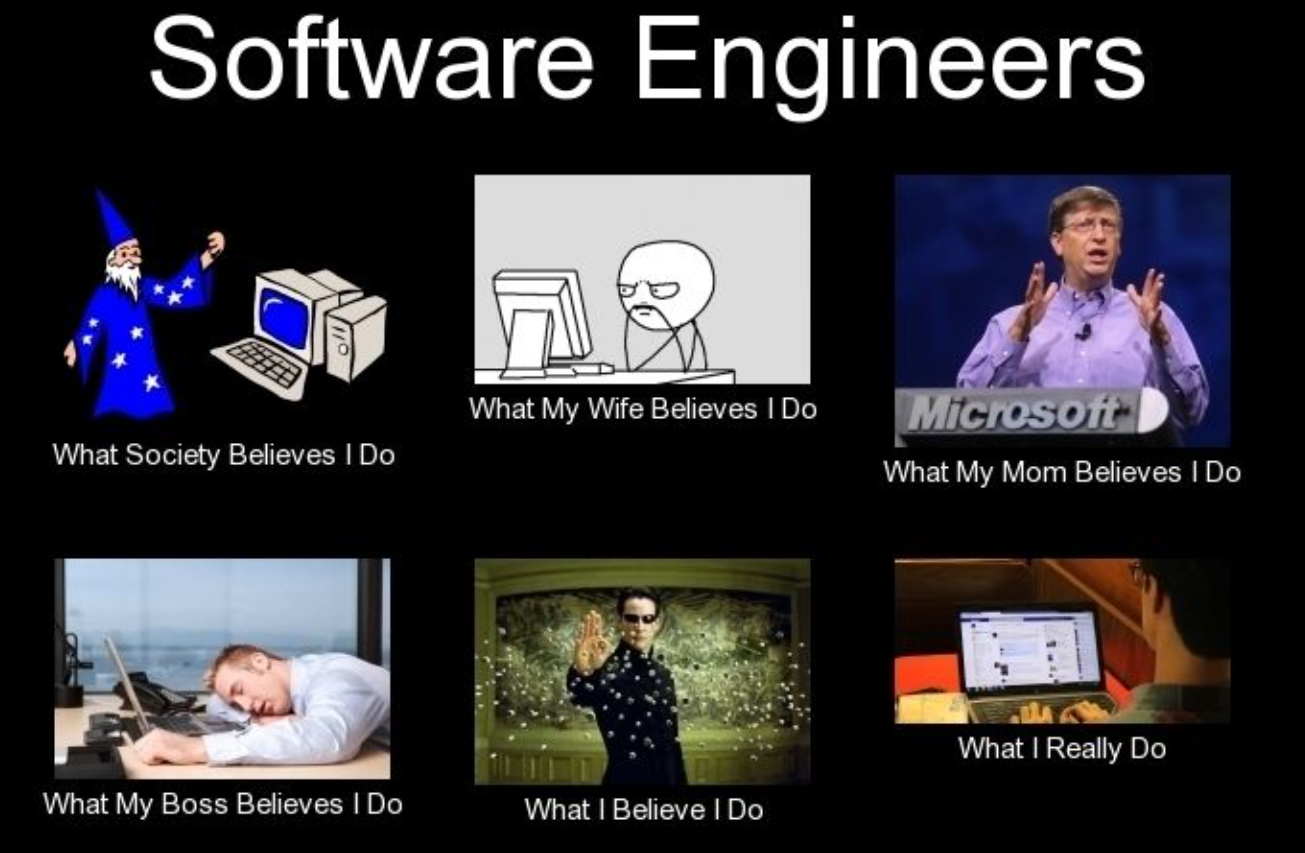 Software Engineers
What Society Believes I Do
What My Wife Believes I Do
Microsoft
What My Mom Believes I Do
What My Boss Believes I Do
What I Believe I Do
What I Really Do